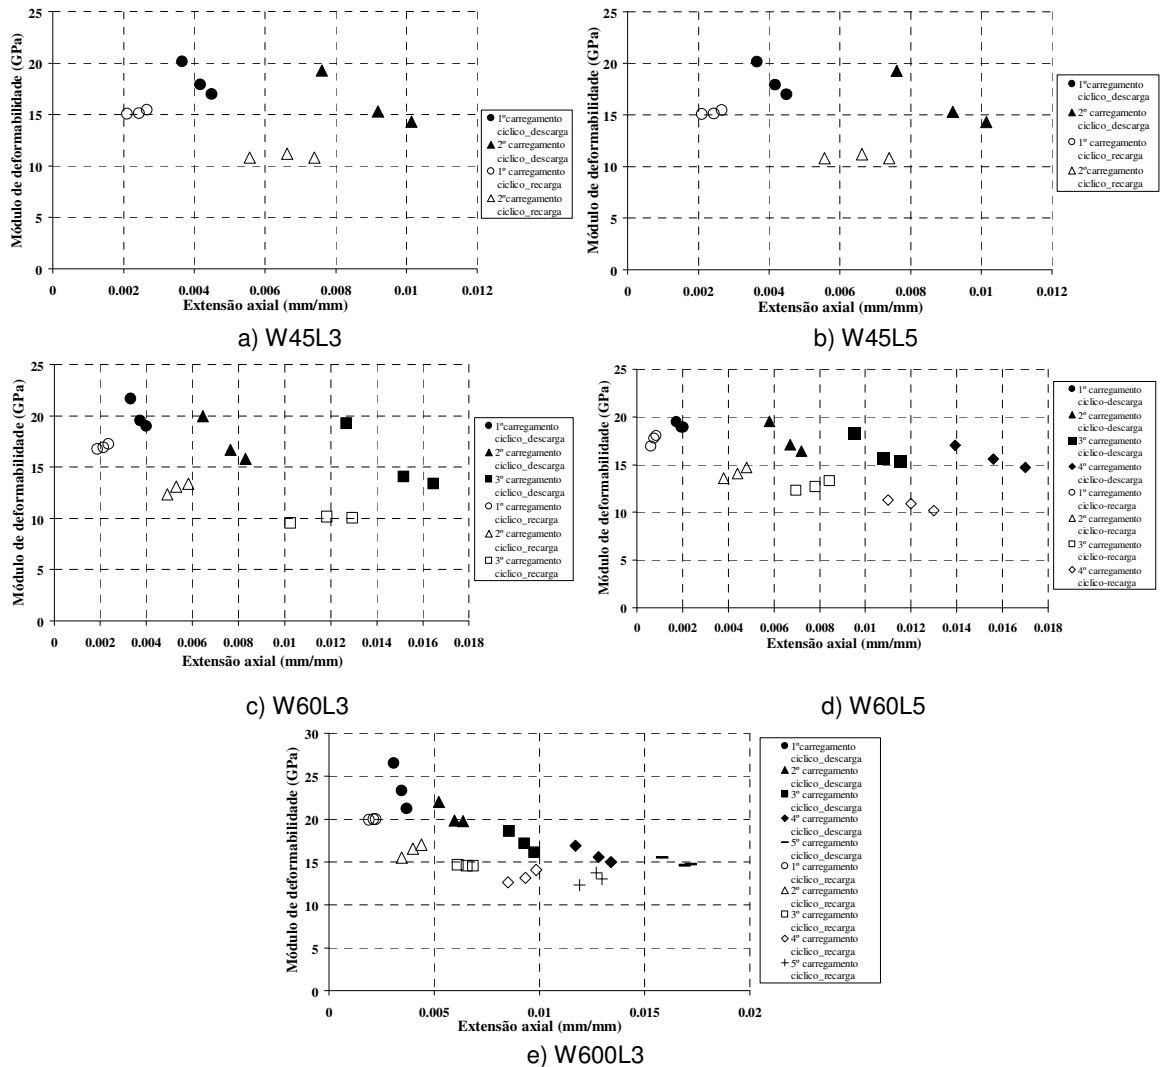 Módulo de deformabilidade (GPa)
25
20
15
10
5
0
0 0.002 0.004 0.006 0.008 0.01 0.012
Extensão axial (mm/mm)
1ºcarregamento
ciclico_descarga
2º carregamento
ciclico_descarga
1º carregamento
ciclico_recarga
2ºcarregamento
ciclico_recarga
a) W45L3
Módulo de deformabilidade (GPa)
25
20
15
10
5
0
0 0.002 0.004 0.006 0.008 0.01 0.012
Extensão axial (mm/mm)
1ºcarregamento
ciclico_descarga
2º carregamento
ciclico_descarga
1º carregamento
ciclico_recarga
2ºcarregamento
ciclico_recarga
b) W45L5
Módulo de deformabilidade (GPa)
25
20
15
10
5
0
0 0.002 0.004 0.006 0.008 0.01 0.012 0.014 0.016 0.018
Extensão axial (mm/mm)
1ºcarregamento
ciclico_descarga
2º carregamento
ciclico_descarga
3º carregamento
ciclico_descarga
1º carregamento
ciclico_recarga
2º carregamento
ciclico_recarga
3º carregamento
ciclico_recarga
c) W60L3
Módulo de deformabilidade (GPa)
25
20
15
10
5
0
0 0.002 0.004 0.006 0.008 0.01 0.012 0.014 0.016 0.018
Extensão axial (mm/mm)
1º carregamento
ciclico-descarga
2º carregamento
ciclico-descarga
3º carregamento
ciclico-descarga
4º carregamento
ciclico-descarga
1º carregamento
ciclico-recarga
2º carregamento
ciclico-recarga
3º carregamento
ciclico-recarga
4º carregamento
ciclico-recarga
d) W60L5
Módulo de deformabilidade (GPa)
30
25
20
15
10
5
0
0 0.005 0.01 0.015 0.02
Extensão axial (mm/mm)
1ºcarregamento
ciclico_descarga
2º carregamento
ciclico_descarga
3º carregamento
ciclico_descarga
4º carregamento
ciclico_descarga
5º carregamento
ciclico_descarga
1º carregamento
ciclico_recarga
2º carregamento
ciclico_recarga
3º carregamento
ciclico_recarga
4º carregamento
ciclico_recarga
5º carregamento
ciclico_recarga
e) W600L3